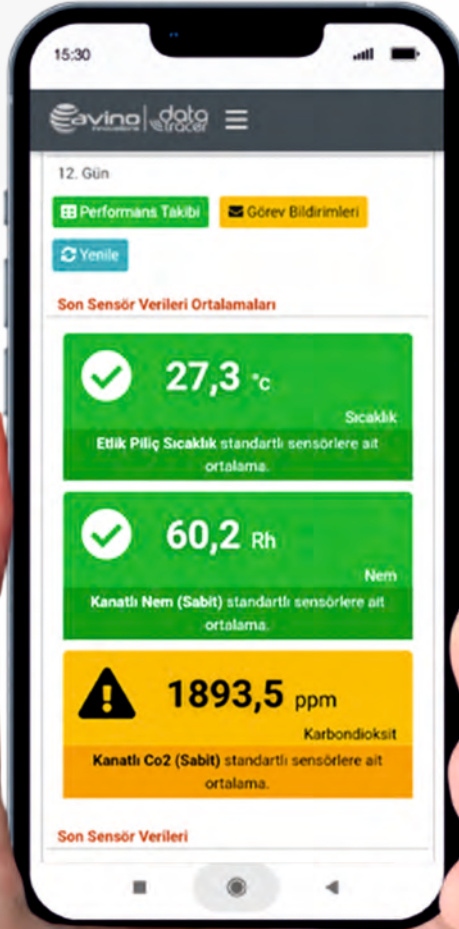 15:30
avino | data
innovations tracer
12. Gün
Performans Takibi
Görev Bildirimleri
Yenile
Son Sensör Verileri Ortalamaları
27,3 °c
Sıcaklık
Etlik Piliç Sıcaklık standartlı sensörlere ait
ortalama.
60,2 Rh
Nem
Kanatlı Nem (Sabit) standartlı sensörlere ait
ortalama.
1893,5 ppm
Karbondioksit
Kanatlı Co2 (Sabit) standartlı sensörlere ait
ortalama.
Son Sensör Verileri